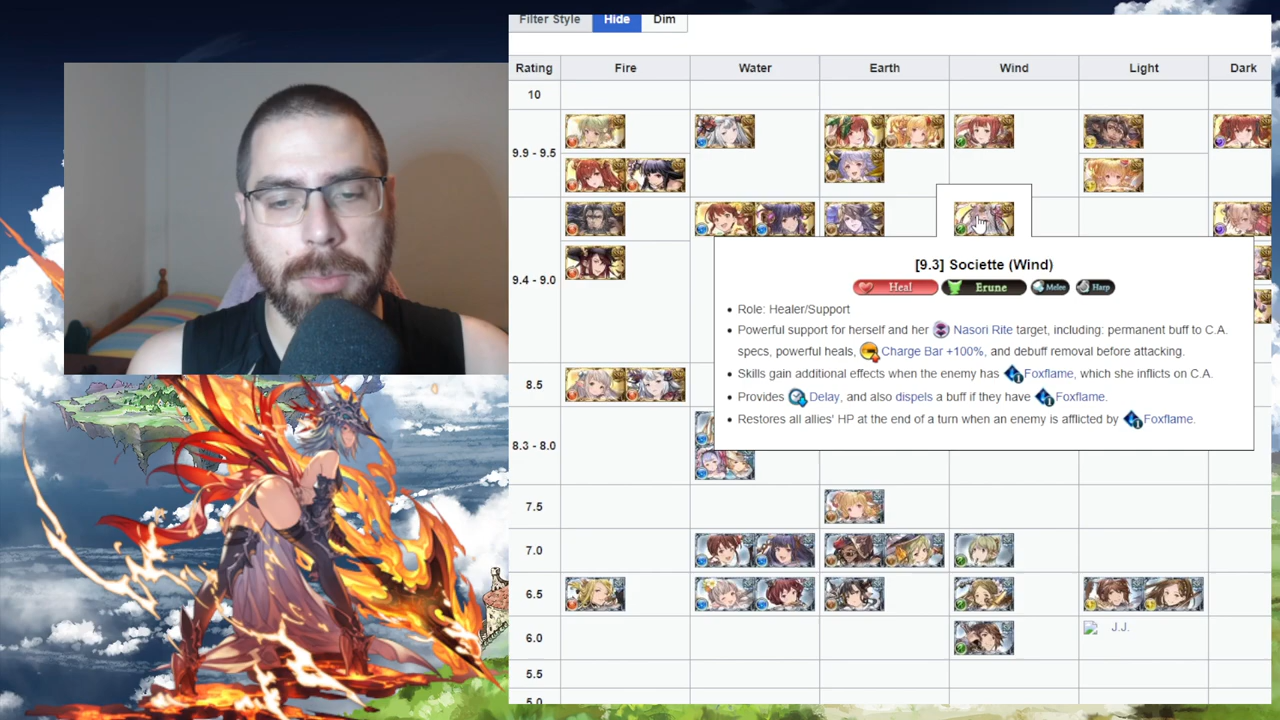 Filter Style Hide Dim
Rating Fire Water Earth Wind Light Dark
10
9.9 - 9.5
9.4 - 9.0
[9.3] Societte (Wind)
Heal Erune Melee Harp
Role: Healer/Support
Powerful support for herself and her Nasori Rite target, including: permanent buff to C.A.
specs, powerful heals, Charge Bar +100%, and debuff removal before attacking.
Skills gain additional effects when the enemy has Foxflame, which she inflicts on C.A.
Provides Delay, and also dispels a buff if they have Foxflame.
Restores all allies' HP at the end of a turn when an enemy is afflicted by Foxflame.
8.5
8.3 - 8.0
7.5
7.0
6.5
6.0 J.J.
5.5
5.0